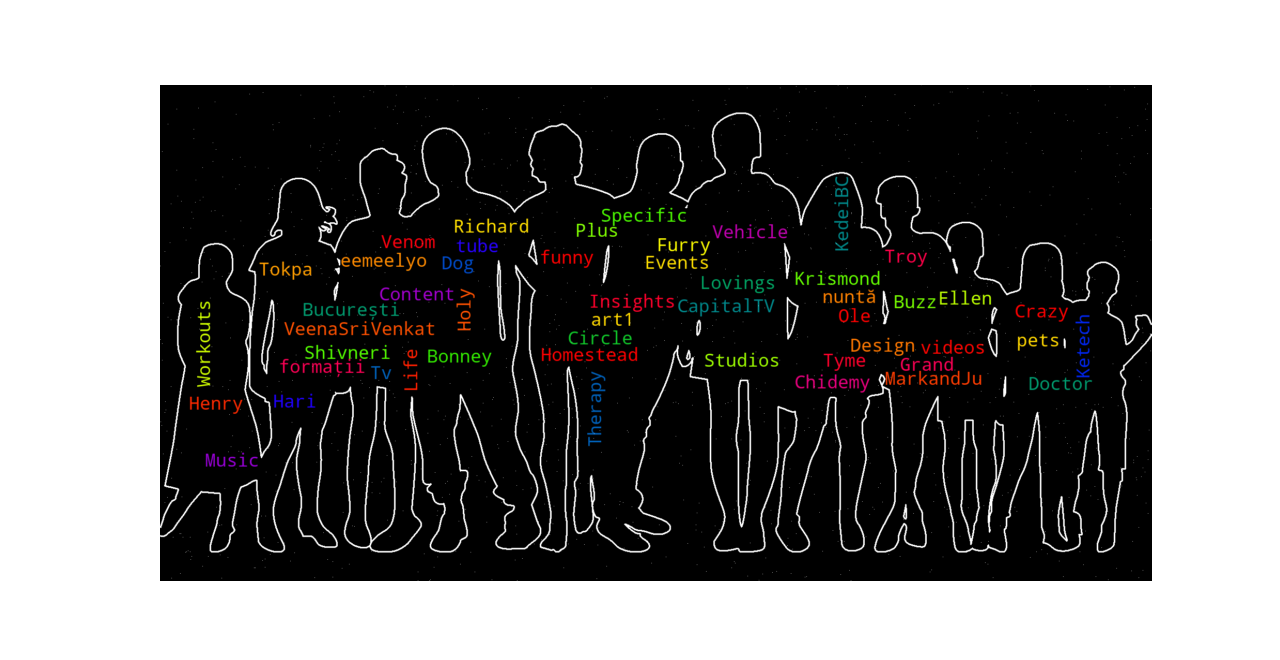 Workouts
Henry
Music
Tokpa
Hari
Venom
eemeelyo
Content
București
VeenaSriVenkat
Shivneri
formații
Tv
Life
Richard
tube
Dog
Holy
Bonney
Specific
Plus
funny
Furry
Events
Insights
art1
Circle
Homestead
Therapy
Vehicle
Lovings
CapitalTV
Studios
KedeiBC
Troy
Krismond
nuntă
Ole
Buzz
Ellen
Design
videos
Tyme
Grand
Chidemy
MarkandJu
Crazy
pets
Ketech
Doctor